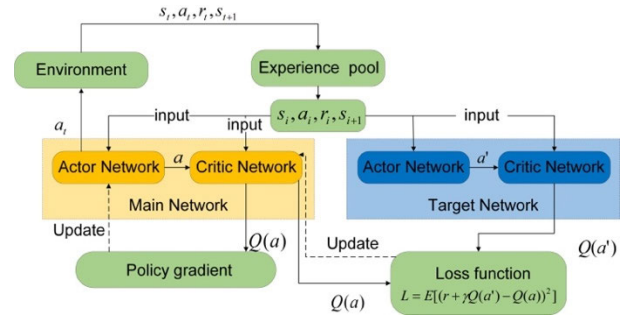 s_t, a_t, r_t, s_{t+1}
Environment
Experience pool
s_i, a_i, r_i, s_{i+1}
input
input
input
a_t
Actor Network
a
Critic Network
Main Network
Actor Network
a'
Critic Network
Target Network
Update
Q(a)
Update
Q(a')
Policy gradient
Q(a)
Loss function
L = E[(r + γQ(a') − Q(a))²]